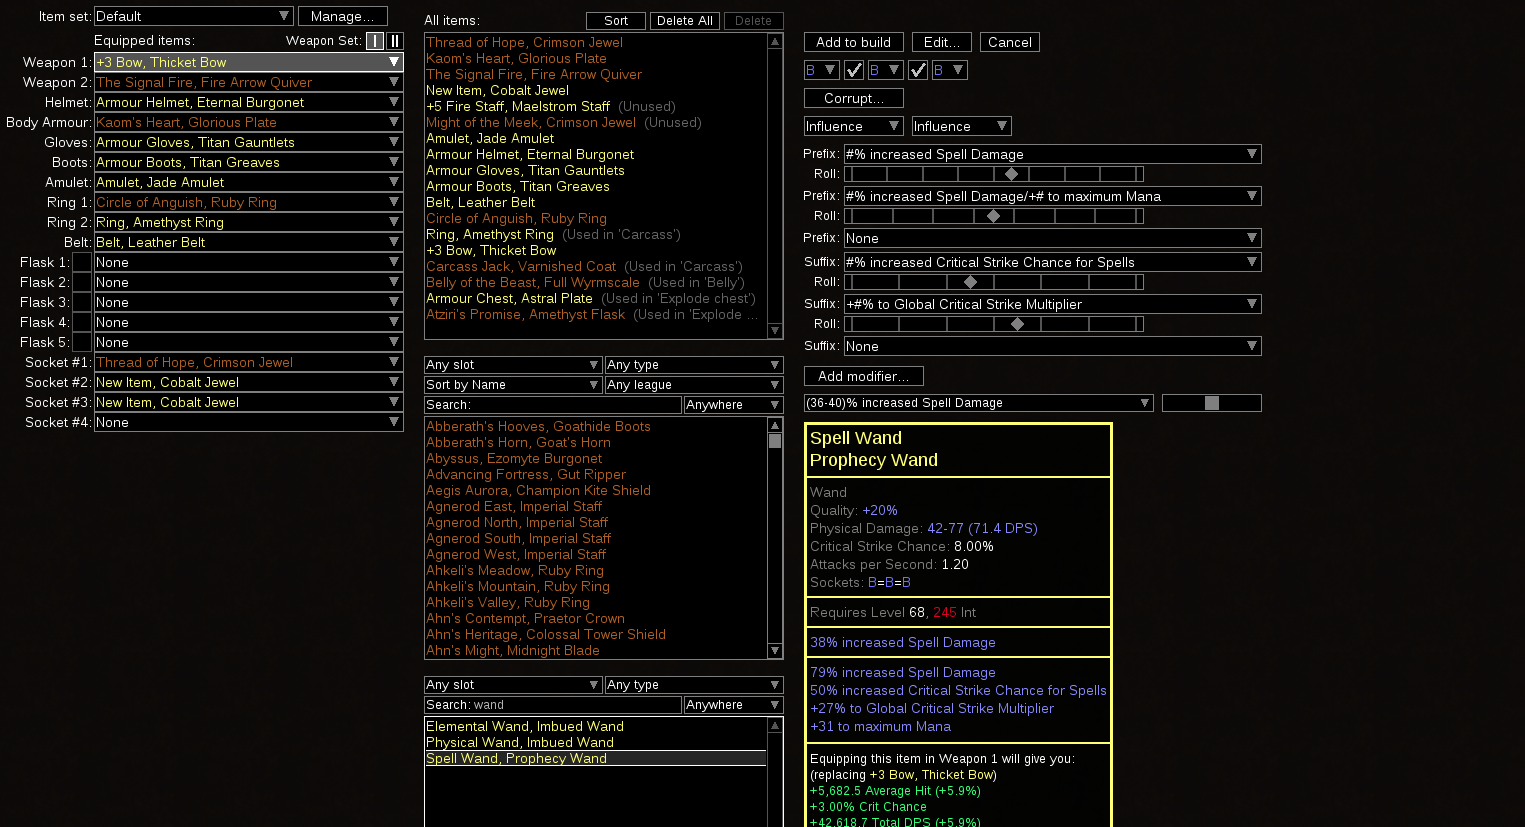 Item set: Default Manage...
Equipped items: Weapon Set: I II
Weapon 1: +3 Bow, Thicket Bow
Weapon 2: The Signal Fire, Fire Arrow Quiver
Helmet: Armour Helmet, Eternal Burgonet
Body Armour: Kaom's Heart, Glorious Plate
Gloves: Armour Gloves, Titan Gauntlets
Boots: Armour Boots, Titan Greaves
Amulet: Amulet, Jade Amulet
Ring 1: Circle of Anguish, Ruby Ring
Ring 2: Ring, Amethyst Ring
Belt: Belt, Leather Belt
Flask 1: None
Flask 2: None
Flask 3: None
Flask 4: None
Flask 5: None
Socket #1: Thread of Hope, Crimson Jewel
Socket #2: New Item, Cobalt Jewel
Socket #3: New Item, Cobalt Jewel
Socket #4: None
All items: Sort Delete All Delete
Thread of Hope, Crimson Jewel
Kaom's Heart, Glorious Plate
The Signal Fire, Fire Arrow Quiver
New Item, Cobalt Jewel
+5 Fire Staff, Maelstrom Staff (Unused)
Might of the Meek, Crimson Jewel (Unused)
Amulet, Jade Amulet
Armour Helmet, Eternal Burgonet
Armour Gloves, Titan Gauntlets
Armour Boots, Titan Greaves
Belt, Leather Belt
Circle of Anguish, Ruby Ring
Ring, Amethyst Ring (Used in 'Carcass')
+3 Bow, Thicket Bow
Carcass Jack, Varnished Coat (Used in 'Carcass')
Belly of the Beast, Full Wyrmscale (Used in 'Belly')
Armour Chest, Astral Plate (Used in 'Explode chest')
Atziri's Promise, Amethyst Flask (Used in 'Explode ...
Any slot Any type
Sort by Name Any league
Search: Anywhere
Abberath's Hooves, Goathide Boots
Abberath's Horn, Goat's Horn
Abyssus, Ezomyte Burgonet
Advancing Fortress, Gut Ripper
Aegis Aurora, Champion Kite Shield
Agnerod East, Imperial Staff
Agnerod North, Imperial Staff
Agnerod South, Imperial Staff
Agnerod West, Imperial Staff
Ahkeli's Meadow, Ruby Ring
Ahkeli's Mountain, Ruby Ring
Ahkeli's Valley, Ruby Ring
Ahn's Contempt, Praetor Crown
Ahn's Heritage, Colossal Tower Shield
Ahn's Might, Midnight Blade
Any slot Any type
Search: wand Anywhere
Elemental Wand, Imbued Wand
Physical Wand, Imbued Wand
Spell Wand, Prophecy Wand
Add to build Edit... Cancel
B B B
Corrupt...
Influence Influence
Prefix: #% increased Spell Damage
Roll:
Prefix: #% increased Spell Damage/+# to maximum Mana
Roll:
Prefix: None
Suffix: #% increased Critical Strike Chance for Spells
Roll:
Suffix: +#% to Global Critical Strike Multiplier
Roll:
Suffix: None
Add modifier...
(36-40)% increased Spell Damage
Spell Wand
Prophecy Wand
Wand
Quality: +20%
Physical Damage: 42-77 (71.4 DPS)
Critical Strike Chance: 8.00%
Attacks per Second: 1.20
Sockets: B=B=B
Requires Level 68, 245 Int
38% increased Spell Damage
79% increased Spell Damage
50% increased Critical Strike Chance for Spells
+27% to Global Critical Strike Multiplier
+31 to maximum Mana
Equipping this item in Weapon 1 will give you:
(replacing +3 Bow, Thicket Bow)
+5,682.5 Average Hit (+5.9%)
+3.00% Crit Chance
+42,618.7 Total DPS (+5.9%)